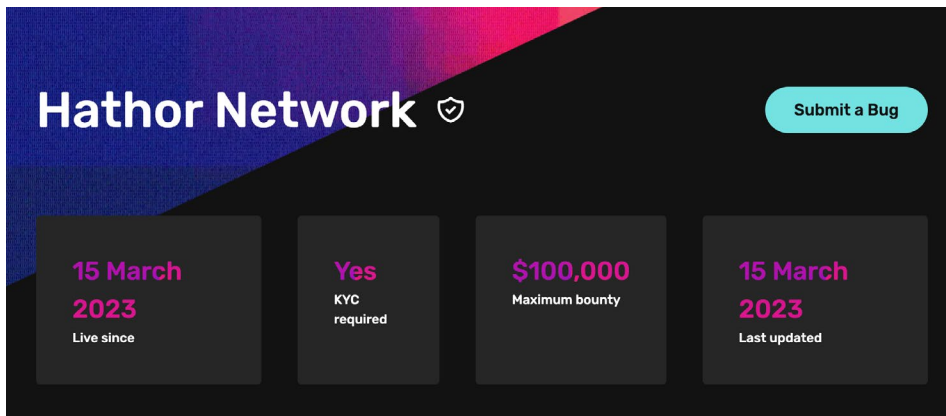 Hathor Network
Submit a Bug
15 March
2023
Live since
Yes
KYC
required
$100,000
Maximum bounty
15 March
2023
Last updated